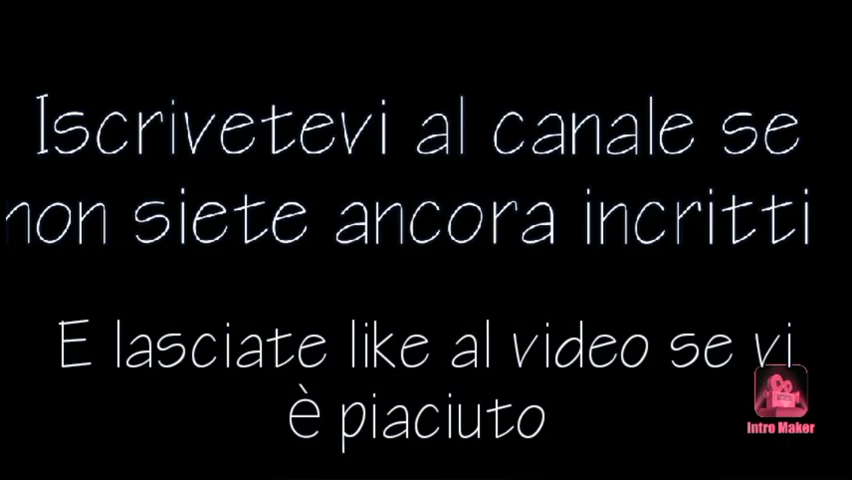 Iscrivetevi al canale se
non siete ancora incritti
E lasciate like al video se vi
è piaciuto
Intro Maker